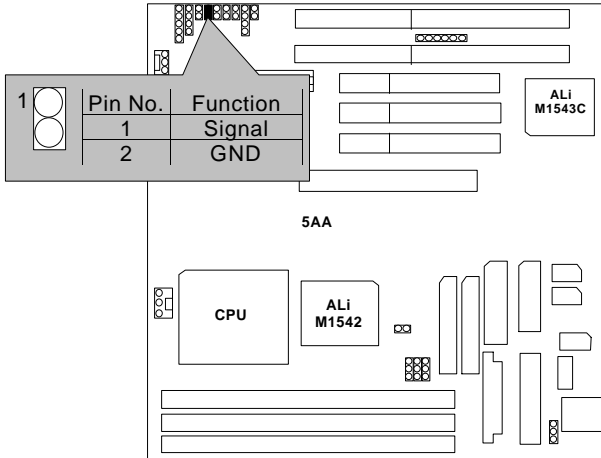 1
Pin No. Function
1 Signal
2 GND
ALi
M1543C
5AA
CPU
ALi
M1542